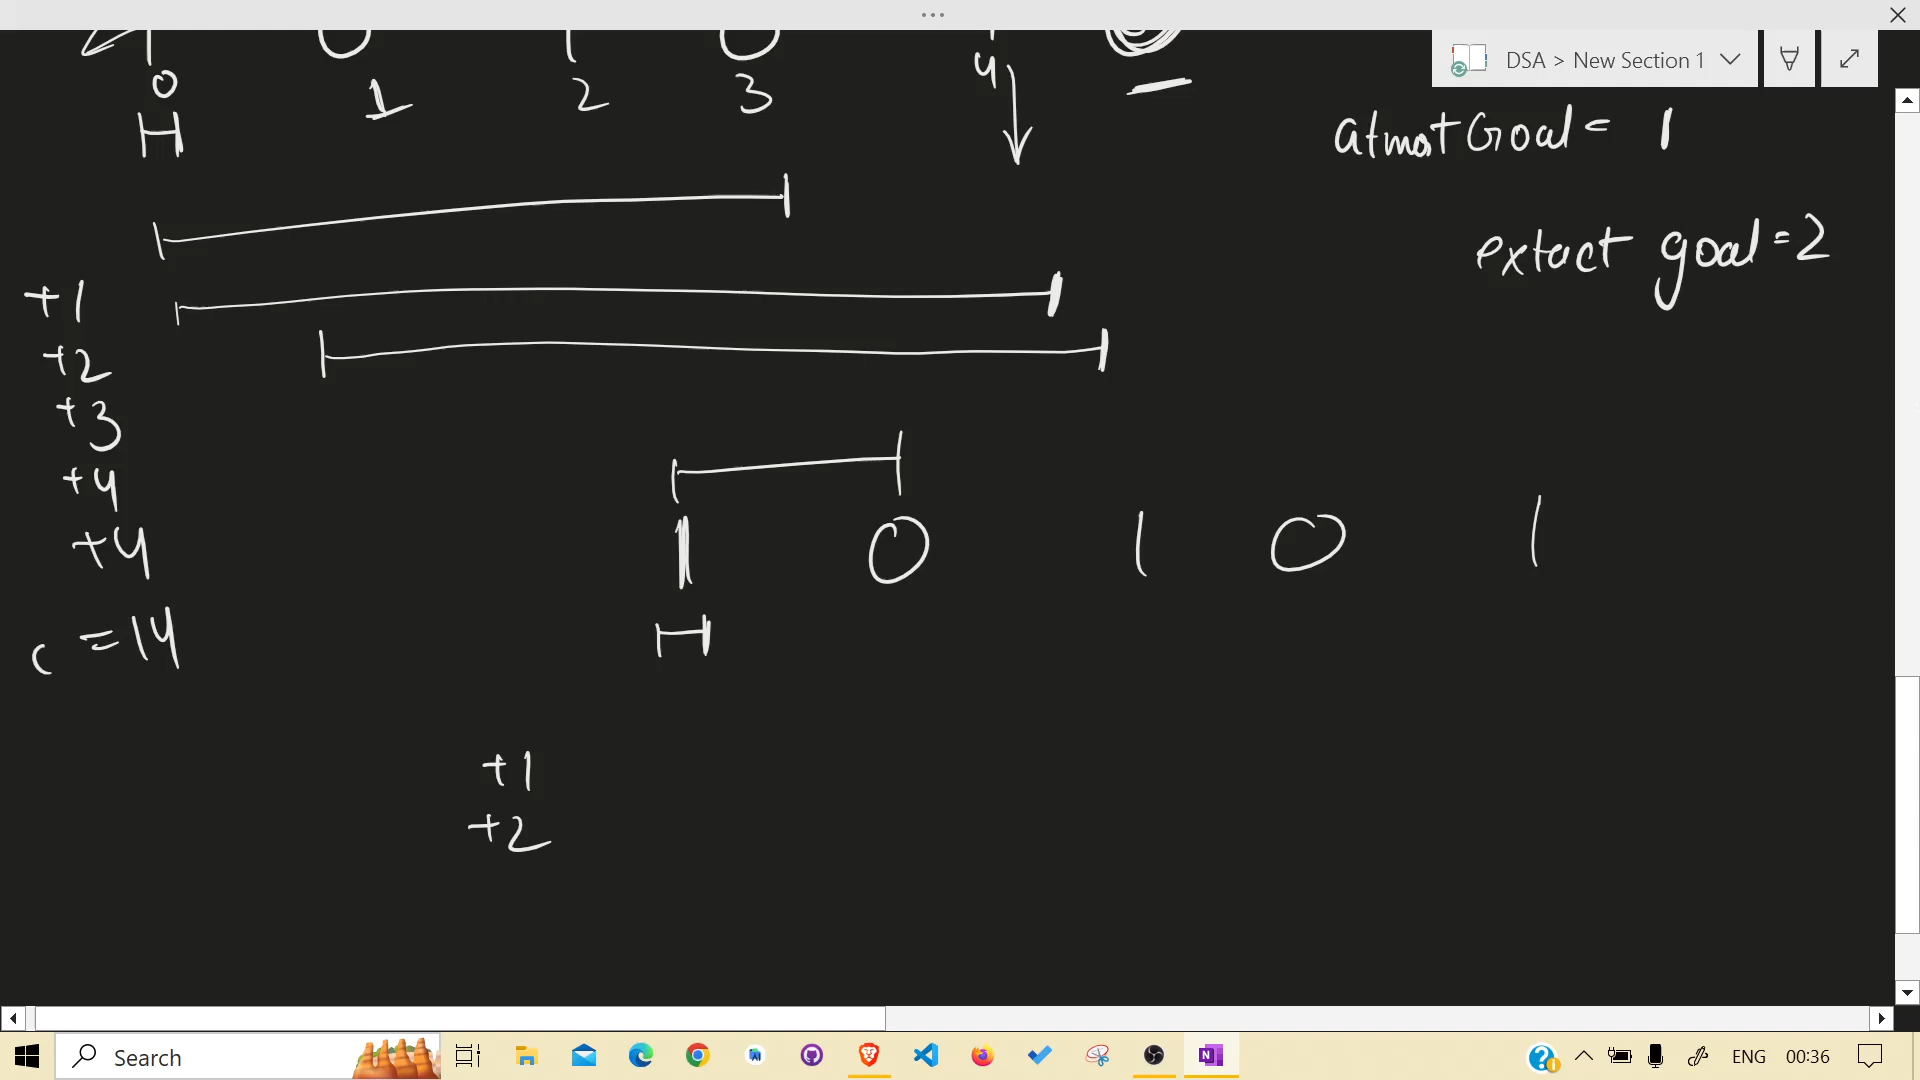 ...
DSA > New Section 1
0 1 2 3 4
H
atmost Goal = 1
extact goal = 2
+1
+2
+3
+4
+4
c = 14
1 0 1 0 1
H
+1
+2
Search
ENG 00:36